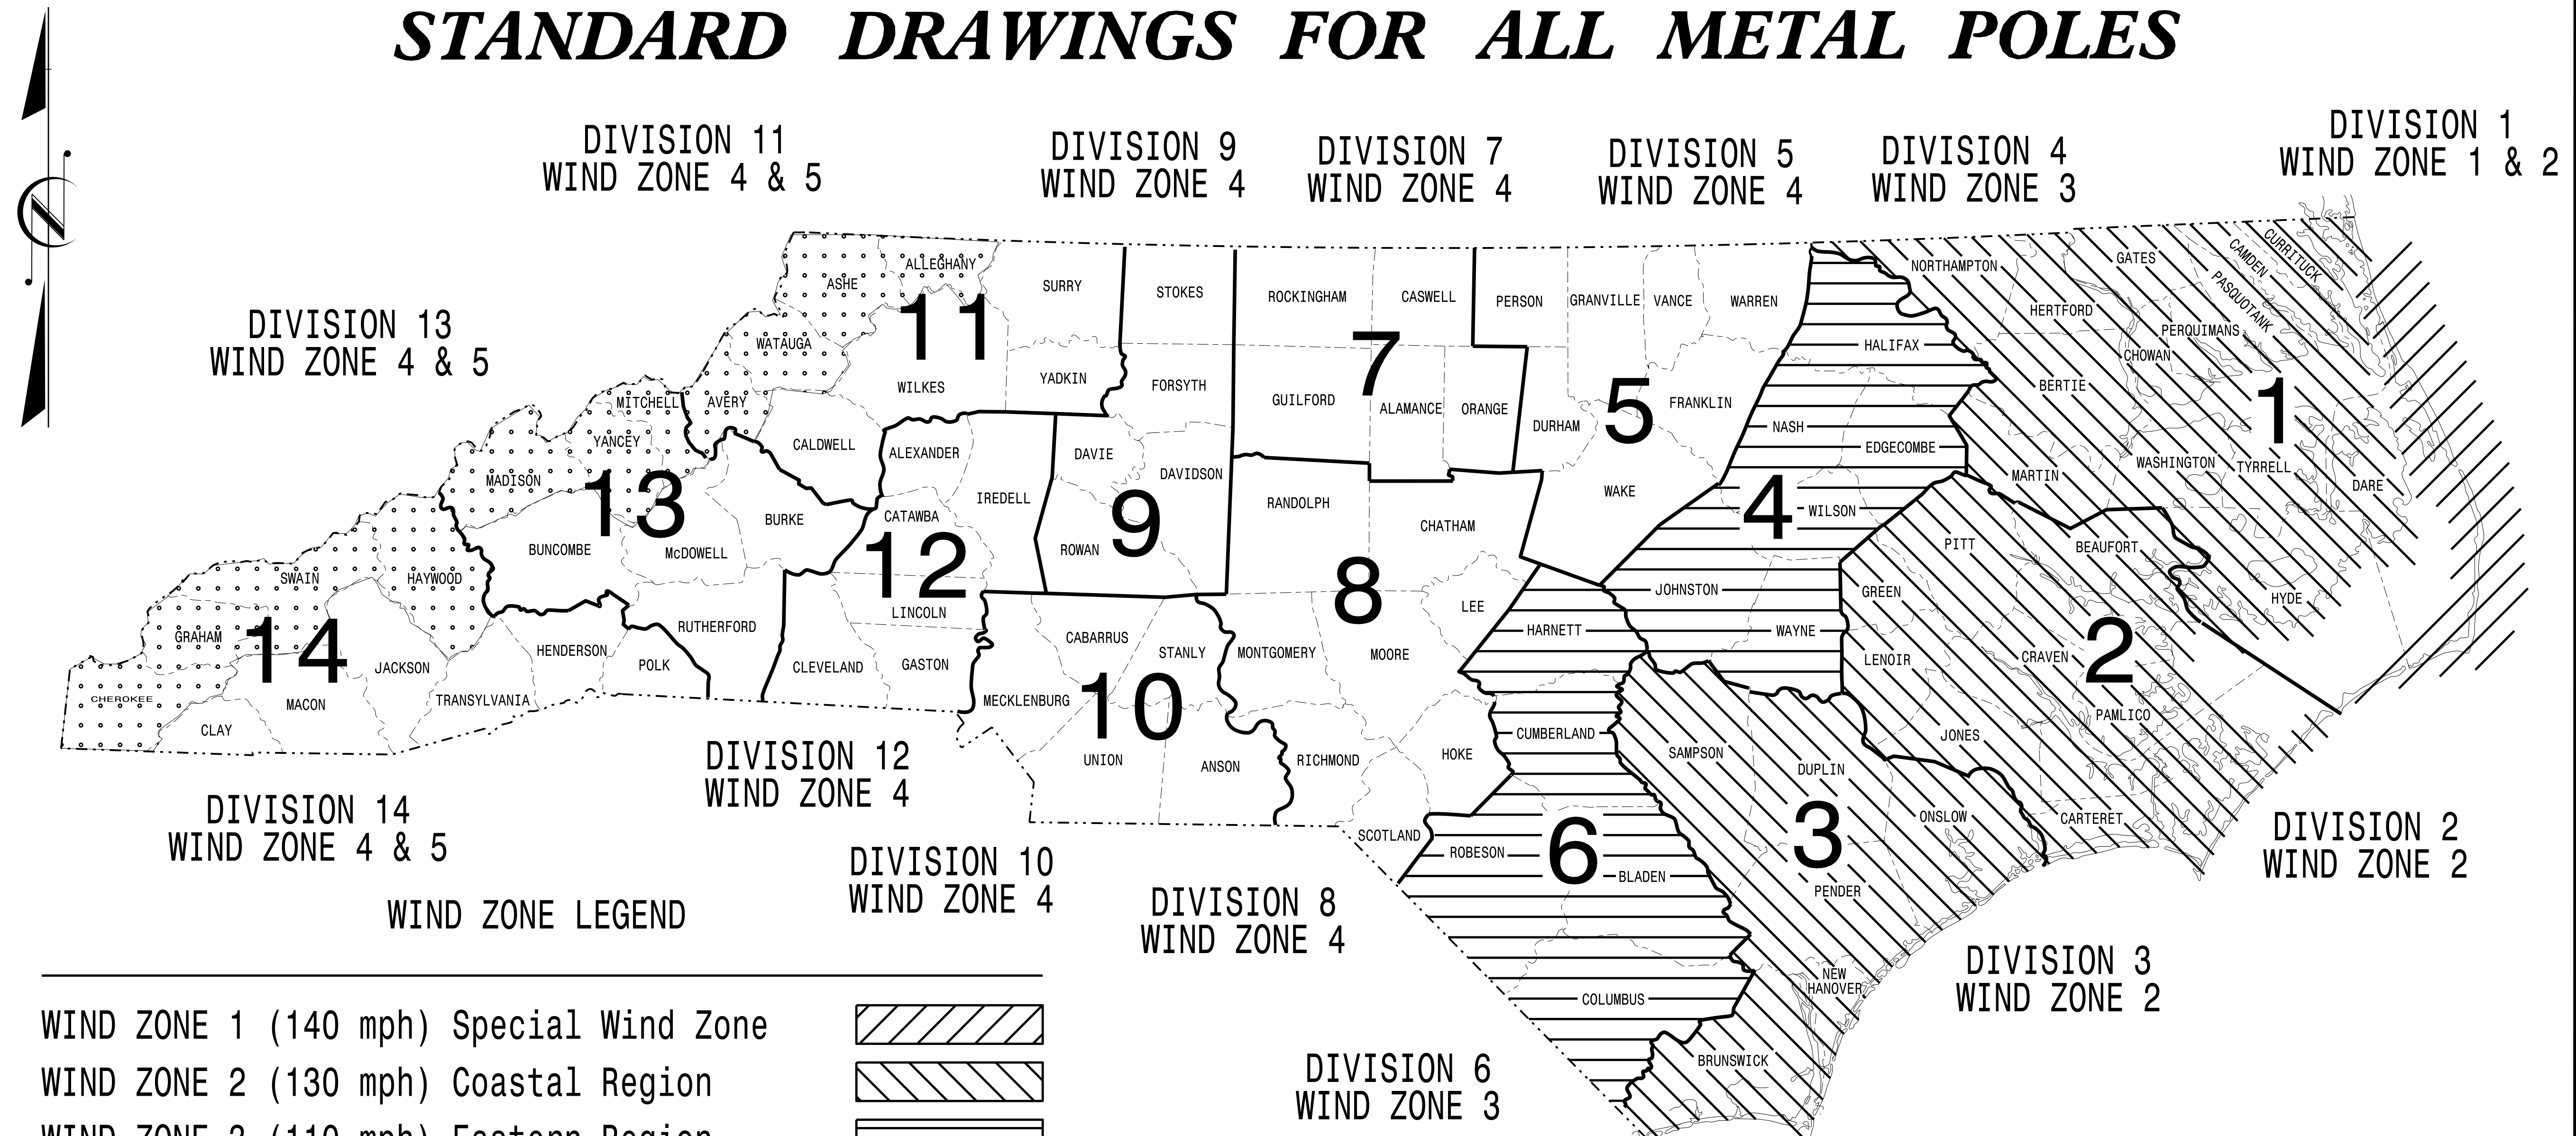 STANDARD DRAWINGS FOR ALL METAL POLES
DIVISION 11
WIND ZONE 4 & 5
DIVISION 9
WIND ZONE 4
DIVISION 7
WIND ZONE 4
DIVISION 5
WIND ZONE 4
DIVISION 4
WIND ZONE 3
DIVISION 1
WIND ZONE 1 & 2
DIVISION 13
WIND ZONE 4 & 5
N
ASHE
ALLEGHANY
SURRY
STOKES
ROCKINGHAM
CASWELL
PERSON
GRANVILLE
VANCE
WARREN
NORTHAMPTON
GATES
CAMDEN
CURRITUCK
PASQUOTANK
HERTFORD
PERQUIMANS
CHOWAN
HALIFAX
BERTIE
WATAUGA
11
WILKES
YADKIN
FORSYTH
7
GUILFORD
ALAMANCE
ORANGE
DURHAM
5
FRANKLIN
NASH
EDGECOMBE
1
MITCHELL
AVERY
YANCEY
CALDWELL
ALEXANDER
DAVIE
DAVIDSON
MADISON
13
IREDELL
RANDOLPH
WAKE
4
WILSON
MARTIN
WASHINGTON
TYRRELL
DARE
BUNCOMBE
McDOWELL
BURKE
CATAWBA
12
ROWAN
9
CHATHAM
PITT
BEAUFORT
SWAIN
HAYWOOD
LINCOLN
8
LEE
JOHNSTON
GREEN
HYDE
GRAHAM
14
JACKSON
HENDERSON
POLK
RUTHERFORD
CLEVELAND
GASTON
CABARRUS
STANLY
MONTGOMERY
MOORE
HARNETT
WAYNE
LENOIR
CRAVEN
2
CHEROKEE
CLAY
MACON
TRANSYLVANIA
MECKLENBURG
10
UNION
ANSON
RICHMOND
HOKE
CUMBERLAND
SAMPSON
DUPLIN
JONES
PAMLICO
SCOTLAND
ROBESON
6
BLADEN
3
PENDER
ONSLOW
CARTERET
COLUMBUS
NEW
HANOVER
BRUNSWICK
DIVISION 12
WIND ZONE 4
DIVISION 14
WIND ZONE 4 & 5
DIVISION 10
WIND ZONE 4
DIVISION 8
WIND ZONE 4
DIVISION 2
WIND ZONE 2
DIVISION 3
WIND ZONE 2
DIVISION 6
WIND ZONE 3
WIND ZONE LEGEND
WIND ZONE 1 (140 mph) Special Wind Zone
WIND ZONE 2 (130 mph) Coastal Region
WIND ZONE 3 (110 mph) Eastern Region